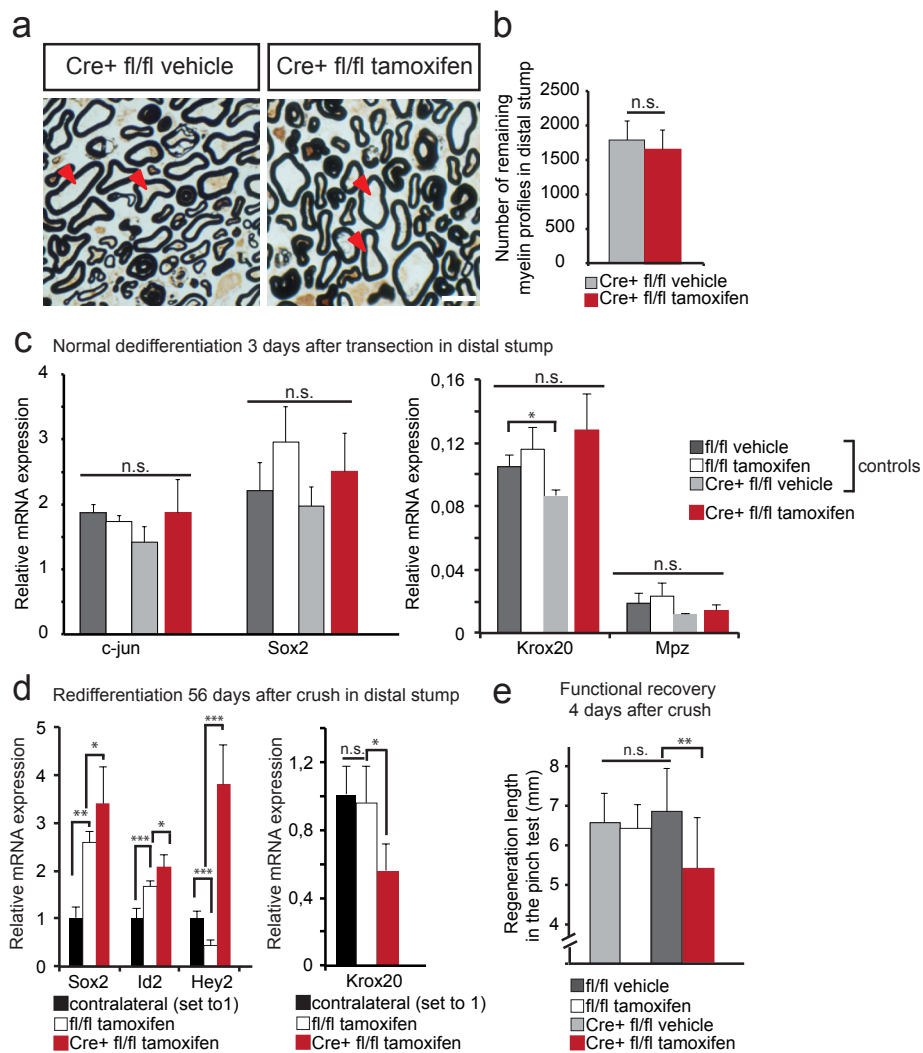 a
Cre+ fl/fl vehicle
Cre+ fl/fl tamoxifen
b
Number of remaining
myelin profiles in distal stump
2500
2000
1500
1000
500
0
n.s.
Cre+ fl/fl vehicle
Cre+ fl/fl tamoxifen
c
Normal dedifferentiation 3 days after transection in distal stump
Relative mRNA expression
4
3
2
1
0
n.s.
n.s.
c-jun
Sox2
Relative mRNA expression
0,16
0,12
0,08
0,04
0
n.s.
*
n.s.
Krox20
Mpz
fl/fl vehicle
fl/fl tamoxifen
Cre+ fl/fl vehicle
controls
Cre+ fl/fl tamoxifen
d
Redifferentiation 56 days after crush in distal stump
Relative mRNA expression
5
4
3
2
1
0
**
*
***
*
***
***
Sox2
Id2
Hey2
contralateral (set to1)
fl/fl tamoxifen
Cre+ fl/fl tamoxifen
Relative mRNA expression
1,2
0,8
0,4
0
n.s.
*
Krox20
contralateral (set to 1)
fl/fl tamoxifen
Cre+ fl/fl tamoxifen
e
Functional recovery
4 days after crush
Regeneration length
in the pinch test (mm)
8
7
6
5
4
n.s.
**
fl/fl vehicle
fl/fl tamoxifen
Cre+ fl/fl vehicle
Cre+ fl/fl tamoxifen